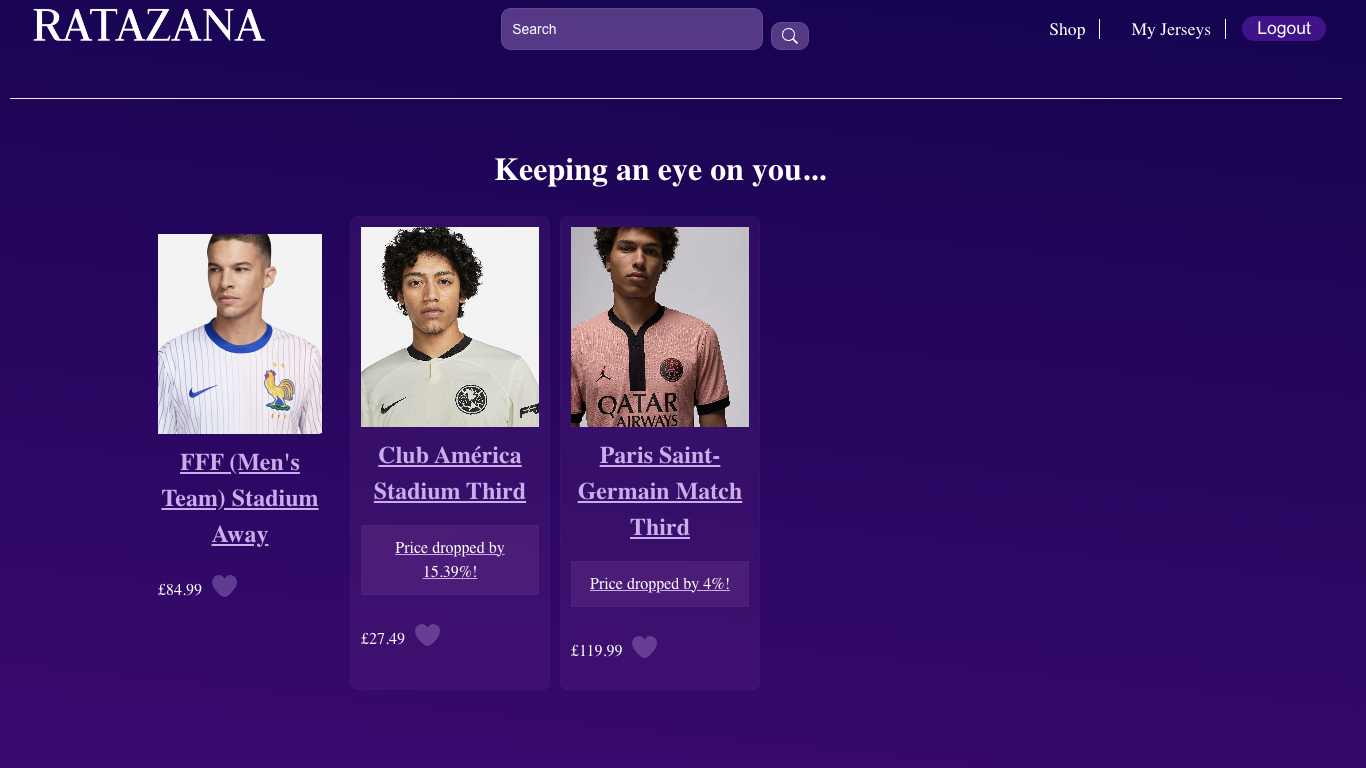 RATAZANA
Search
Shop
My Jerseys
Logout
Keeping an eye on you...
FFF (Men's
Team) Stadium
Away
£84.99
Club América
Stadium Third
Price dropped by
15.39%!
£27.49
QATAR
AIRWAYS
Paris Saint-
Germain Match
Third
Price dropped by 4%!
£119.99